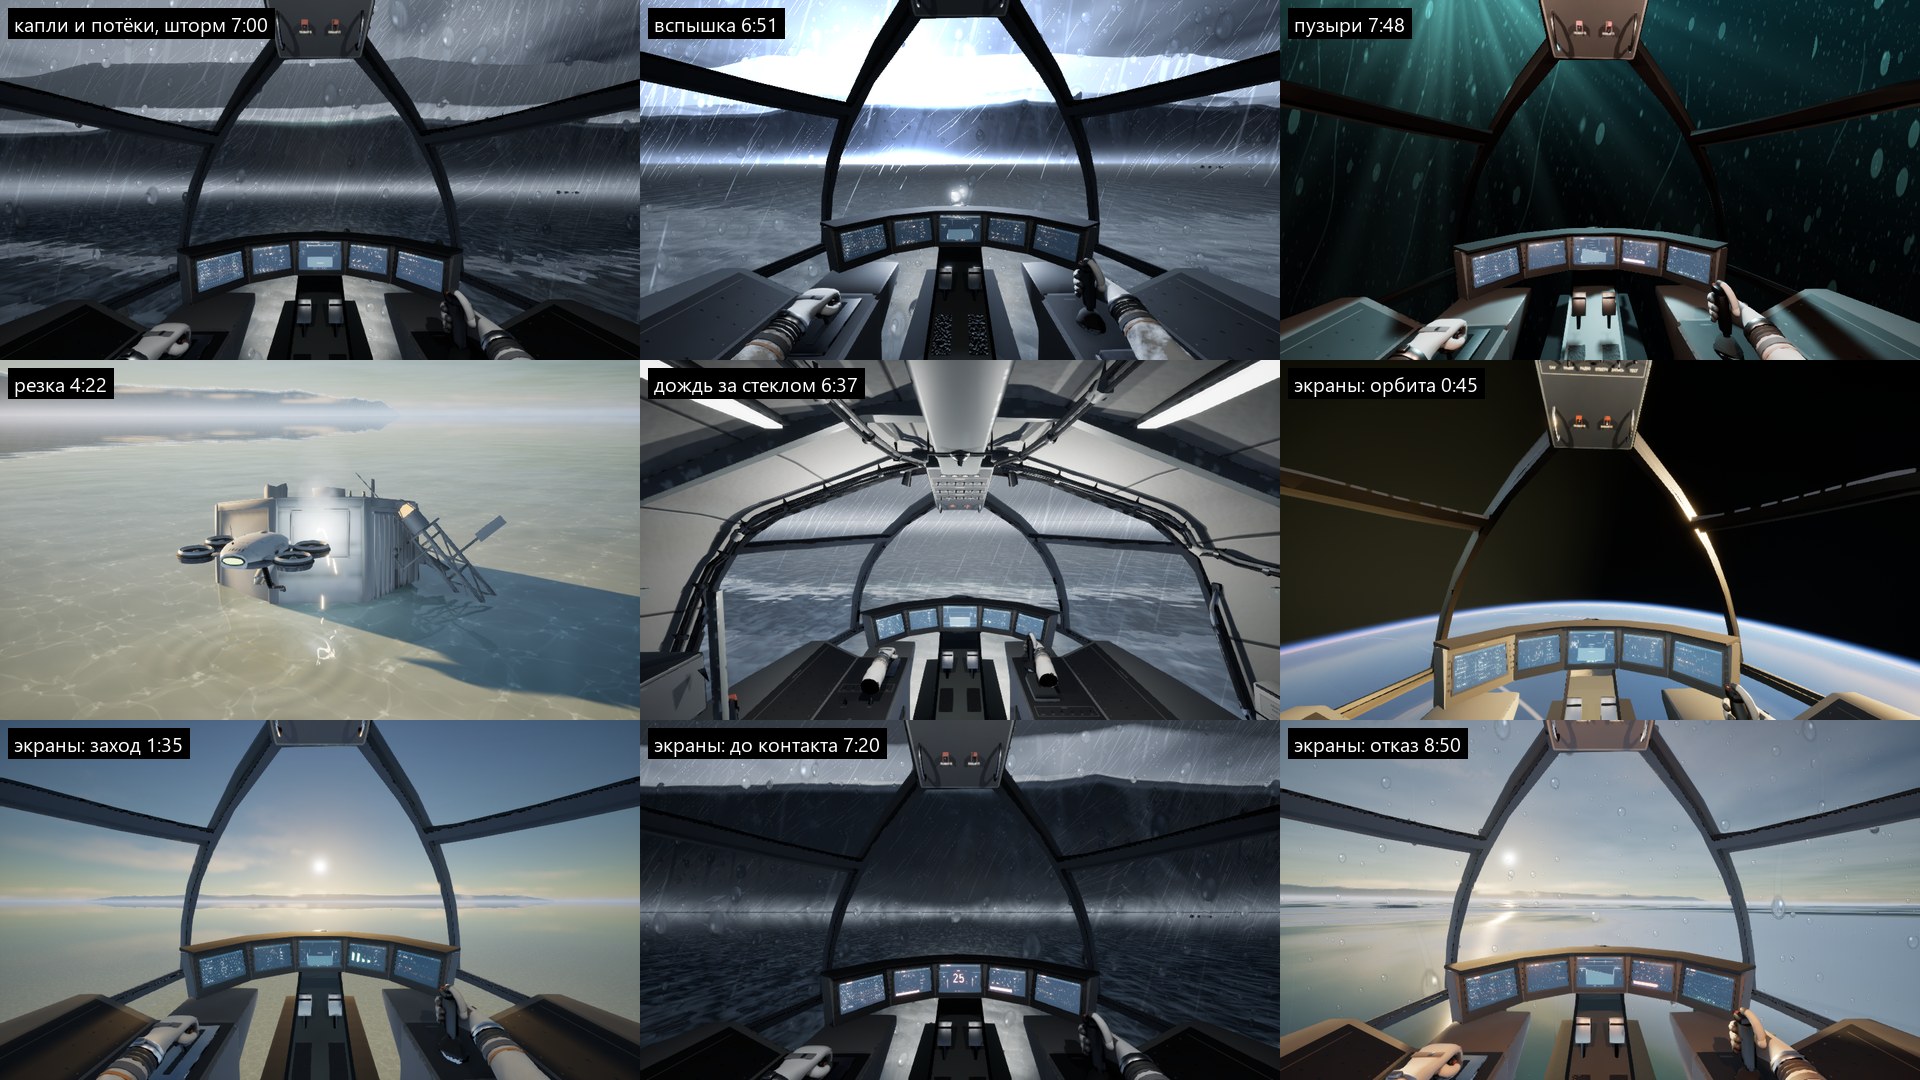 капли и потёки, шторм 7:00
вспышка 6:51
пузыри 7:48
резка 4:22
дождь за стеклом 6:37
экраны: орбита 0:45
экраны: заход 1:35
экраны: до контакта 7:20
25
экраны: отказ 8:50